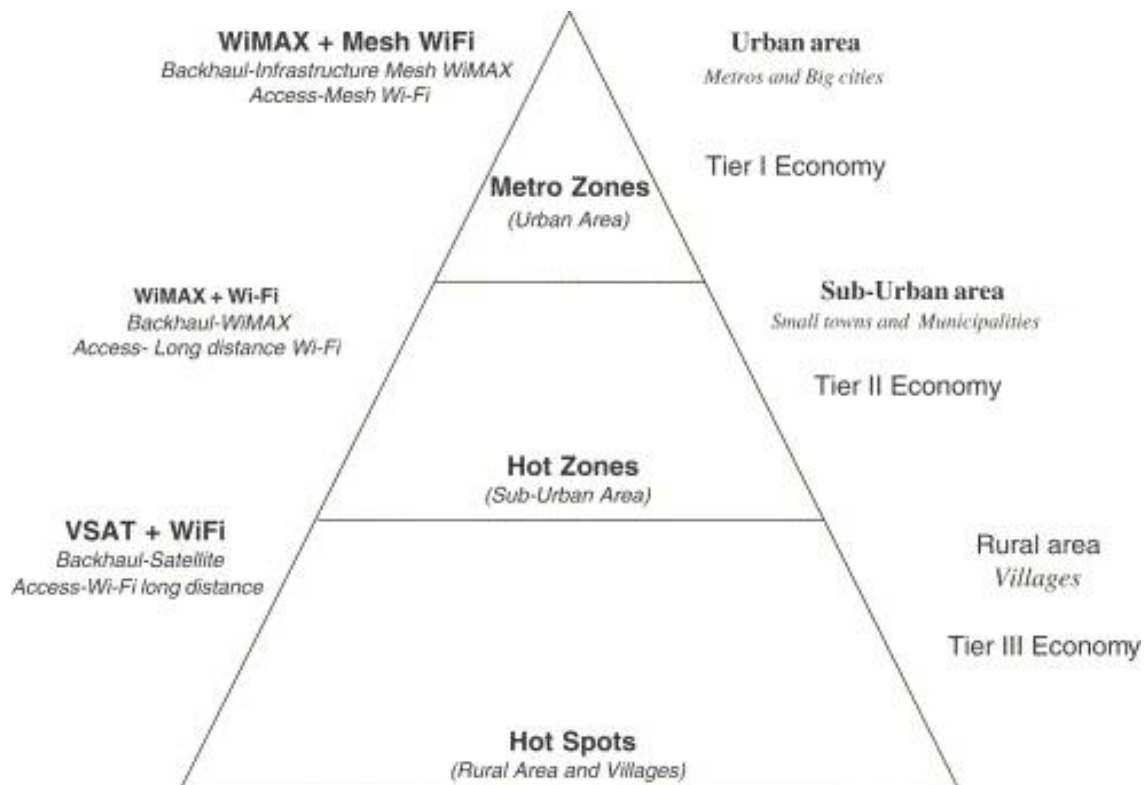 WiMAX + Mesh WiFi
Backhaul-Infrastructure Mesh WiMAX
Access-Mesh Wi-Fi
Urban area
Metros and Big cities
Tier I Economy
Metro Zones
(Urban Area)
WiMAX + Wi-Fi
Backhaul-WiMAX
Access- Long distance Wi-Fi
Sub-Urban area
Small towns and Municipalities
Tier II Economy
Hot Zones
(Sub-Urban Area)
VSAT + WiFi
Backhaul-Satellite
Access-Wi-Fi long distance
Rural area
Villages
Tier III Economy
Hot Spots
(Rural Area and Villages)